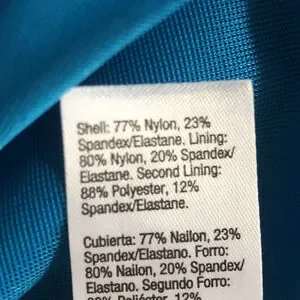 Shell: 77% Nylon, 23%
Spandex/Elastane. Lining:
80% Nylon, 20% Spandex/
Elastane. Second Lining:
88% Polyester, 12%
Spandex/Elastane.
Cubierta: 77% Nailon, 23%
Spandex/Elastano. Forro:
80% Nailon, 20% Spandex/
Elastano. Segundo Forro:
88% Poliéster, 12%